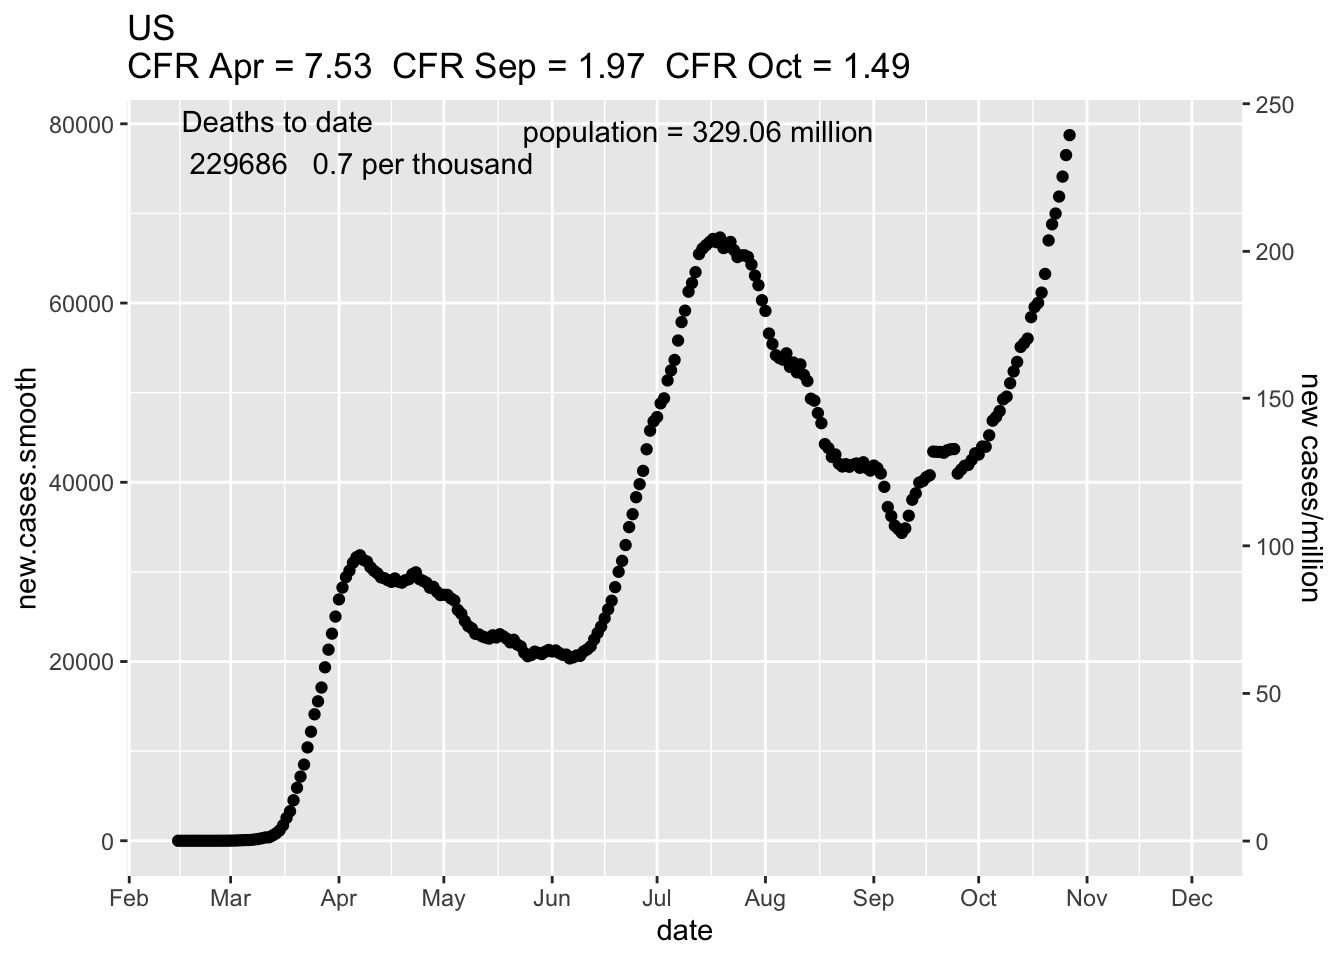 US
CFR Apr = 7.53  CFR Sep = 1.97  CFR Oct = 1.49
Deaths to date
229686   0.7 per thousand
population = 329.06 million
80000
60000
40000
20000
0
new.cases.smooth
250
200
150
100
50
0
new cases/million
Feb Mar Apr May Jun Jul Aug Sep Oct Nov Dec
date